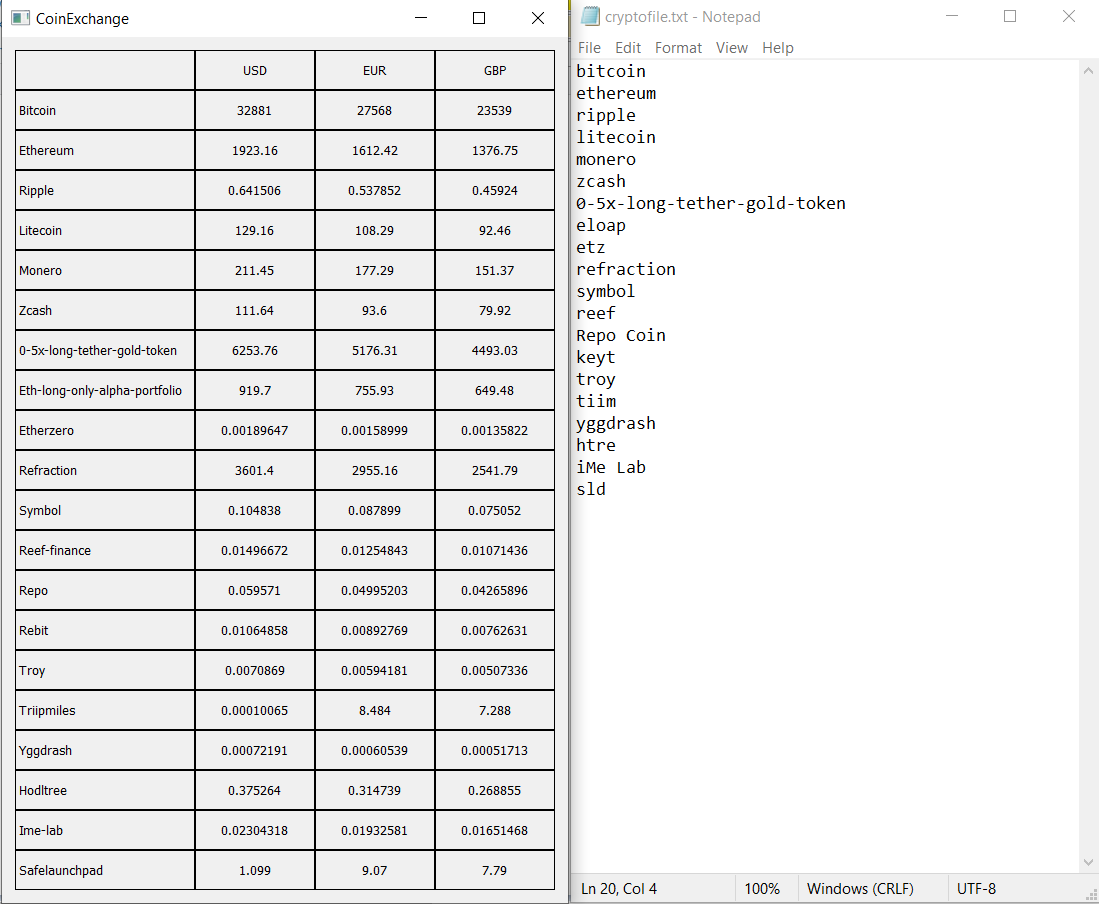 CoinExchange
USD EUR GBP
Bitcoin 32881 27568 23539
Ethereum 1923.16 1612.42 1376.75
Ripple 0.641506 0.537852 0.45924
Litecoin 129.16 108.29 92.46
Monero 211.45 177.29 151.37
Zcash 111.64 93.6 79.92
0-5x-long-tether-gold-token 6253.76 5176.31 4493.03
Eth-long-only-alpha-portfolio 919.7 755.93 649.48
Etherzero 0.00189647 0.00158999 0.00135822
Refraction 3601.4 2955.16 2541.79
Symbol 0.104838 0.087899 0.075052
Reef-finance 0.01496672 0.01254843 0.01071436
Repo 0.059571 0.04995203 0.04265896
Rebit 0.01064858 0.00892769 0.00762631
Troy 0.0070869 0.00594181 0.00507336
Triipmiles 0.00010065 8.484 7.288
Yggdrash 0.00072191 0.00060539 0.00051713
Hodltree 0.375264 0.314739 0.268855
Ime-lab 0.02304318 0.01932581 0.01651468
Safelaunchpad 1.099 9.07 7.79
cryptofile.txt - Notepad
File Edit Format View Help
bitcoin
ethereum
ripple
litecoin
monero
zcash
0-5x-long-tether-gold-token
eloap
etz
refraction
symbol
reef
Repo Coin
keyt
troy
tiim
yggdrash
htre
iMe Lab
sld
Ln 20, Col 4 100% Windows (CRLF) UTF-8